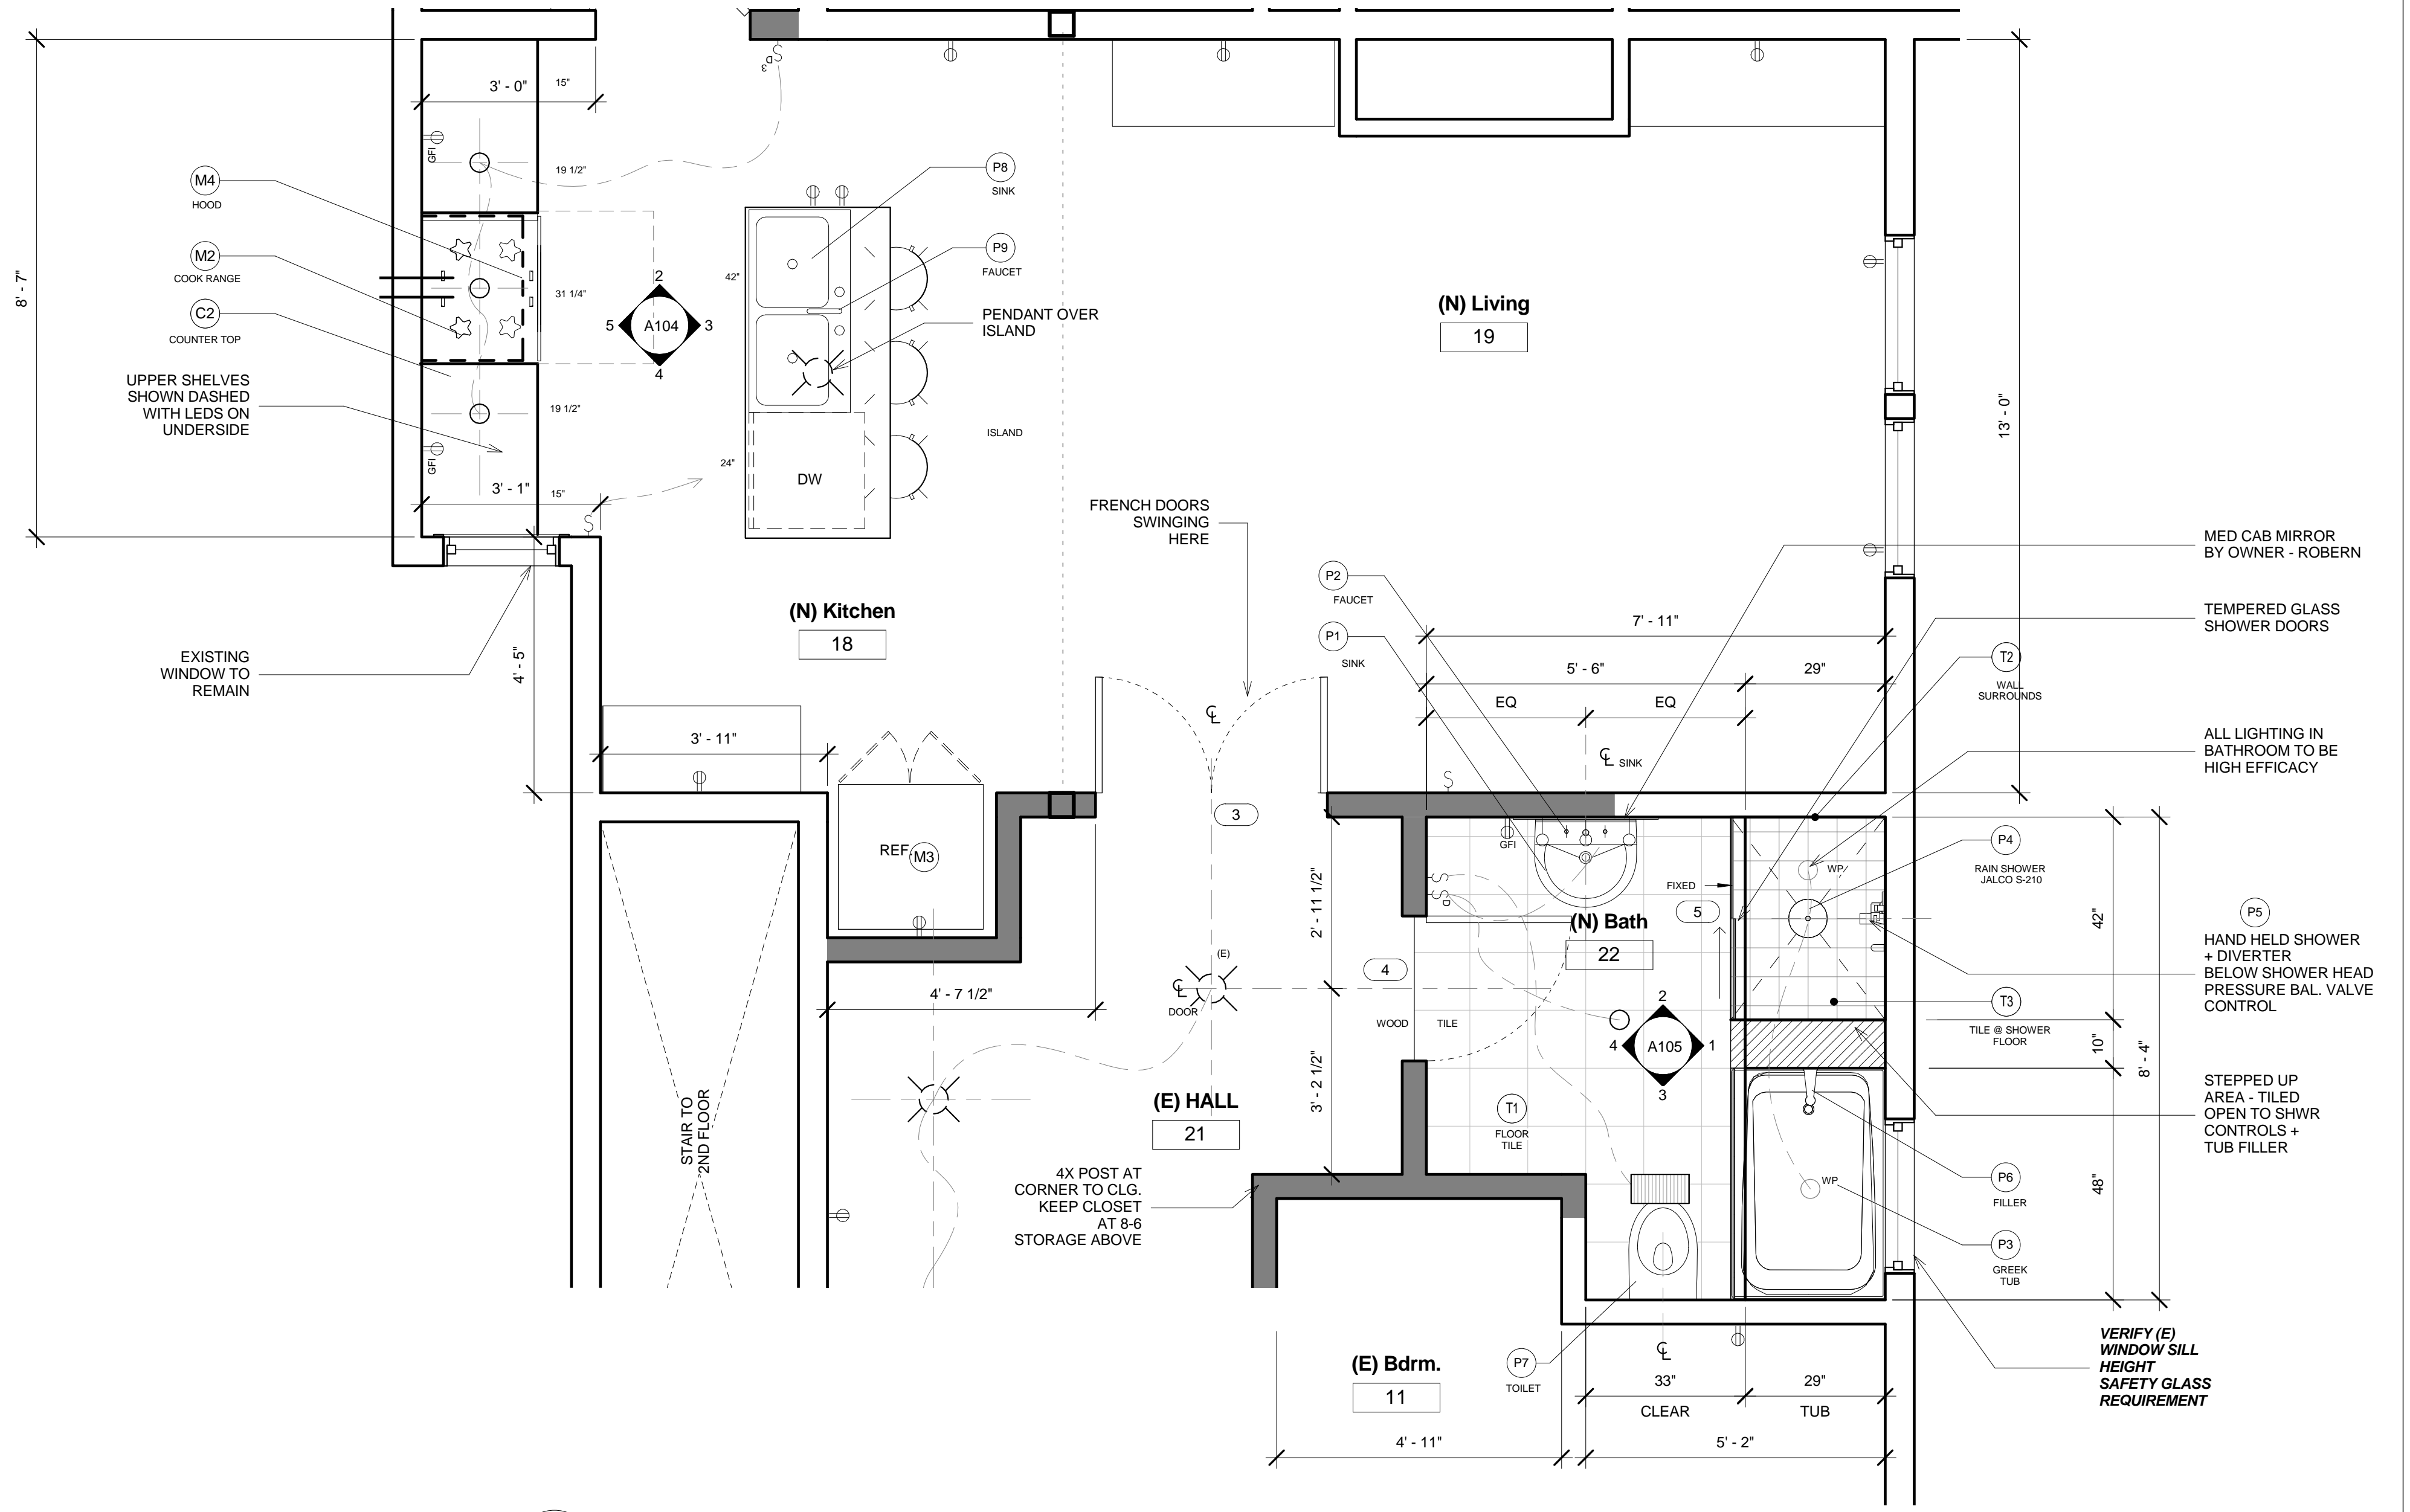 3' - 0"
15"
8' - 7"
GFI
19 1/2"
M4
HOOD
M2
COOK RANGE
C2
COUNTER TOP
31 1/4"
UPPER SHELVES
SHOWN DASHED
WITH LEDS ON
UNDERSIDE
19 1/2"
GFI
3' - 1"
15"
S
S
D
3
2
5
A104
3
4
P8
SINK
P9
FAUCET
42"
PENDANT OVER
ISLAND
ISLAND
24"
DW
(N) Living
19
13' - 0"
FRENCH DOORS
SWINGING
HERE
(N) Kitchen
18
EXISTING
WINDOW TO
REMAIN
4' - 5"
3' - 11"
REF.
M3
STAIR TO
2ND FLOOR
4' - 7 1/2"
CL
3
(E)
CL
DOOR
(E) HALL
21
4X POST AT
CORNER TO CLG.
KEEP CLOSET
AT 8-6
STORAGE ABOVE
2' - 11 1/2"
3' - 2 1/2"
P2
FAUCET
P1
SINK
7' - 11"
5' - 6"
29"
EQ
EQ
CL SINK
S
GFI
S
S
D
FIXED
5
WP
(N) Bath
22
4
WOOD
TILE
2
4
A105
1
3
T1
FLOOR
TILE
WP
MED CAB MIRROR
BY OWNER - ROBERN
TEMPERED GLASS
SHOWER DOORS
T2
WALL
SURROUNDS
ALL LIGHTING IN
BATHROOM TO BE
HIGH EFFICACY
P4
RAIN SHOWER
JALCO S-210
42"
P5
HAND HELD SHOWER
+ DIVERTER
BELOW SHOWER HEAD
PRESSURE BAL. VALVE
CONTROL
T3
TILE @ SHOWER
FLOOR
10"
8' - 4"
STEPPED UP
AREA - TILED
OPEN TO SHWR
CONTROLS +
TUB FILLER
P6
FILLER
48"
P3
GREEK
TUB
VERIFY (E)
WINDOW SILL
HEIGHT
SAFETY GLASS
REQUIREMENT
(E) Bdrm.
11
P7
TOILET
CL
33"
CLEAR
29"
TUB
4' - 11"
5' - 2"